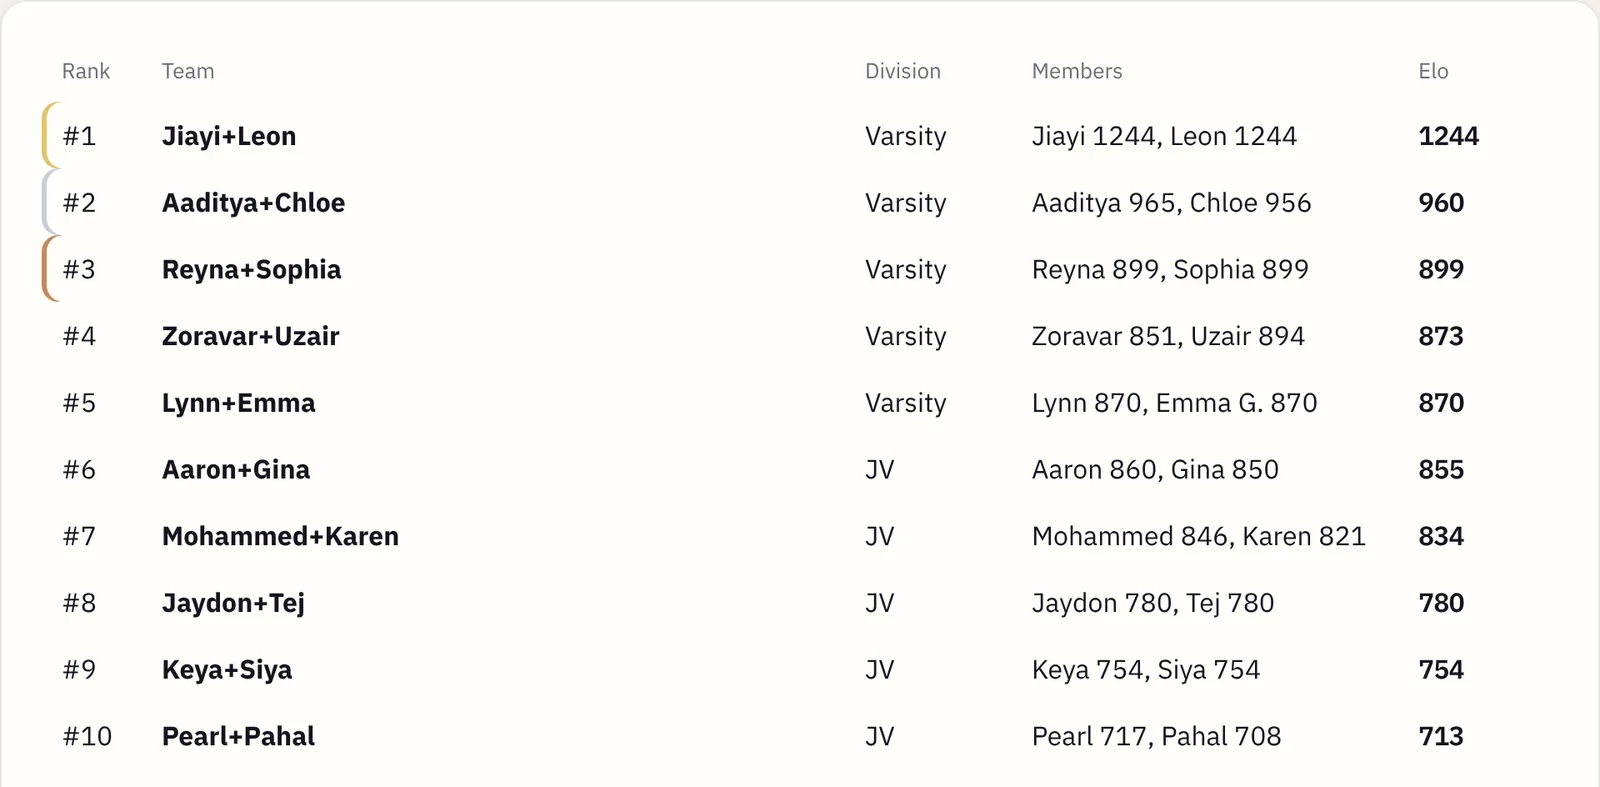 Rank Team Division Members Elo
#1 Jiayi+Leon Varsity Jiayi 1244, Leon 1244 1244
#2 Aaditya+Chloe Varsity Aaditya 965, Chloe 956 960
#3 Reyna+Sophia Varsity Reyna 899, Sophia 899 899
#4 Zoravar+Uzair Varsity Zoravar 851, Uzair 894 873
#5 Lynn+Emma Varsity Lynn 870, Emma G. 870 870
#6 Aaron+Gina JV Aaron 860, Gina 850 855
#7 Mohammed+Karen JV Mohammed 846, Karen 821 834
#8 Jaydon+Tej JV Jaydon 780, Tej 780 780
#9 Keya+Siya JV Keya 754, Siya 754 754
#10 Pearl+Pahal JV Pearl 717, Pahal 708 713